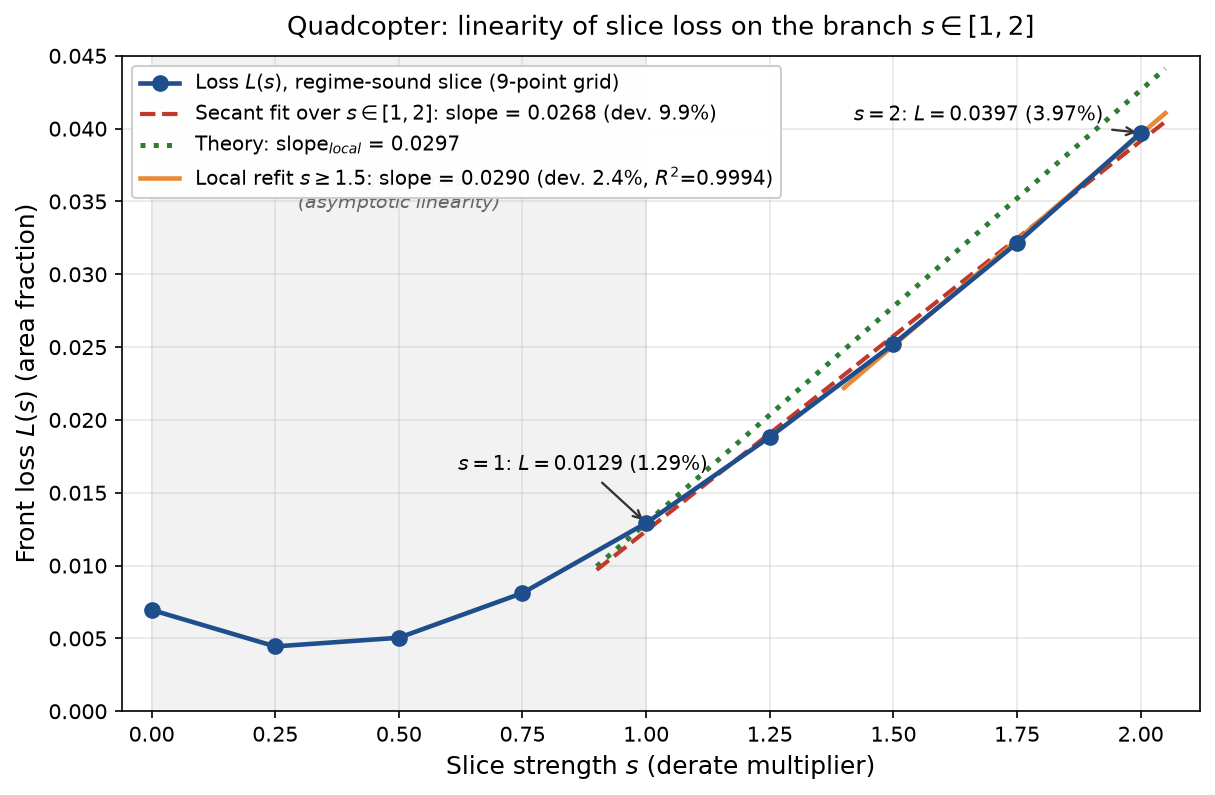 Quadcopter: linearity of slice loss on the branch s ∈ [1, 2]
Loss L(s), regime-sound slice (9-point grid)
Secant fit over s ∈ [1, 2]: slope = 0.0268 (dev. 9.9%)
Theory: slope_local = 0.0297
Local refit s ≥ 1.5: slope = 0.0290 (dev. 2.4%, R²=0.9994)
(asymptotic linearity)
s = 2: L = 0.0397 (3.97%)
s = 1: L = 0.0129 (1.29%)
Front loss L(s) (area fraction)
0.045
0.040
0.035
0.030
0.025
0.020
0.015
0.010
0.005
0.000
0.00 0.25 0.50 0.75 1.00 1.25 1.50 1.75 2.00
Slice strength s (derate multiplier)